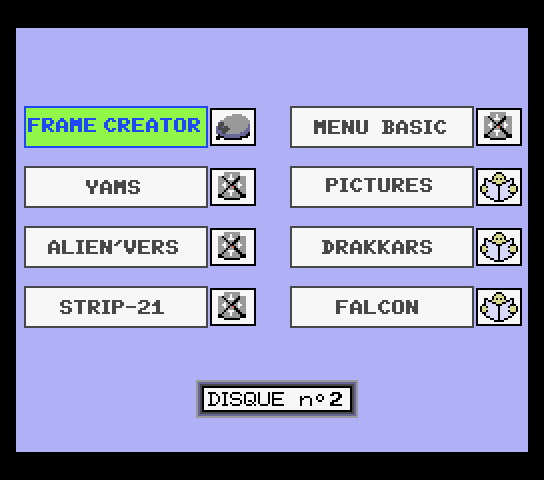 FRAME CREATOR
MENU BASIC
YAMS
PICTURES
ALIEN'VERS
DRAKKARS
STRIP-21
FALCON
DISQUE n°2